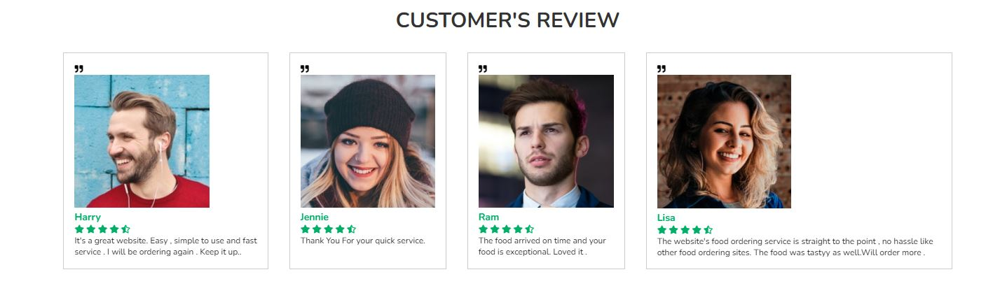 CUSTOMER'S REVIEW
Harry
It's a great website. Easy , simple to use and fast
service , I will be ordering again . Keep it up..
Jennie
Thank You For your quick service.
Ram
The food arrived on time and your
food is exceptional. Loved it .
Lisa
The website's food ordering service is straight to the point , no hassle like
other food ordering sites. The food was tastyy as well.Will order more .